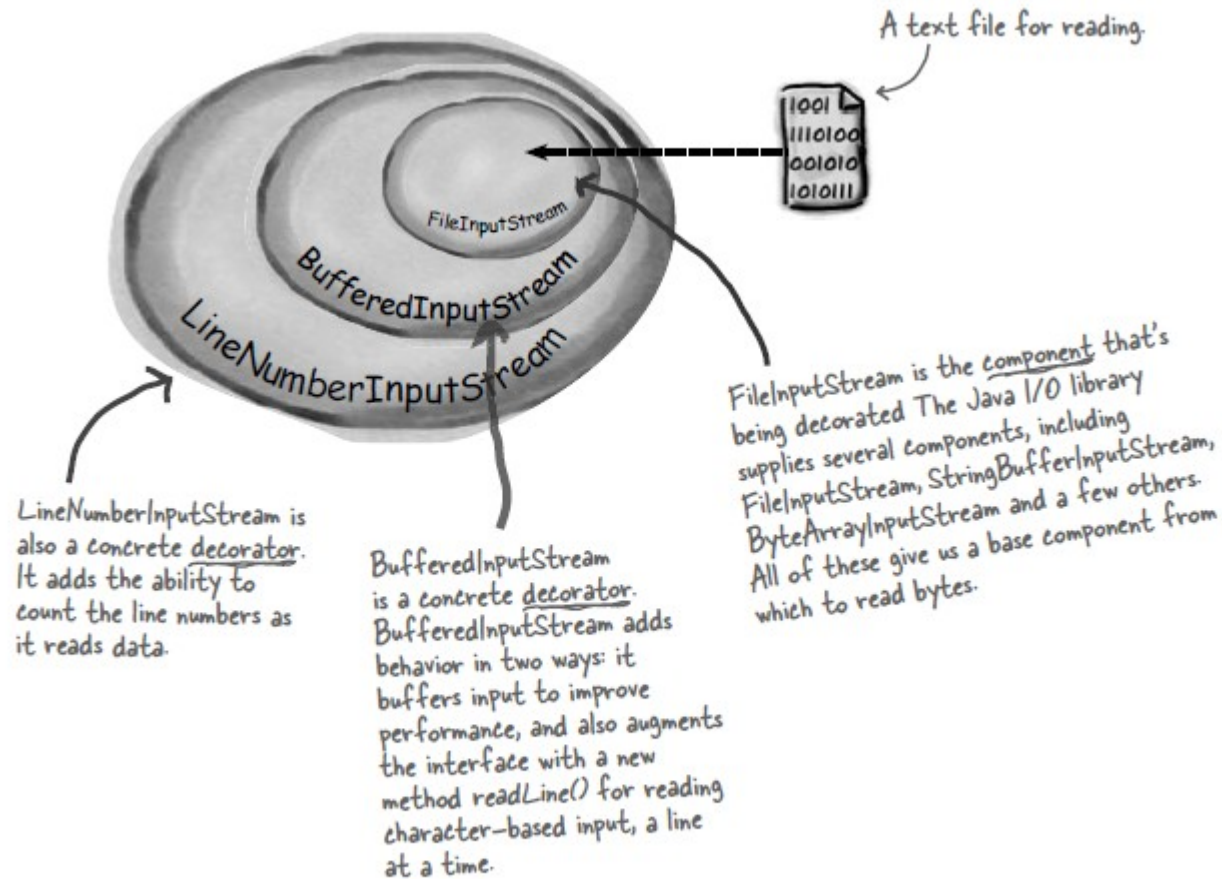 A text file for reading.
1001
1110100
001010
1010111
FileInputStream
BufferedInputStream
LineNumberInputStream
FileInputStream is the component that's
being decorated The Java I/O library
supplies several components, including
FileInputStream, StringBufferInputStream,
ByteArrayInputStream and a few others.
All of these give us a base component from
which to read bytes.
LineNumberInputStream is
also a concrete decorator.
It adds the ability to
count the line numbers as
it reads data.
BufferedInputStream
is a concrete decorator.
BufferedInputStream adds
behavior in two ways: it
buffers input to improve
performance, and also augments
the interface with a new
method readLine() for reading
character-based input, a line
at a time.